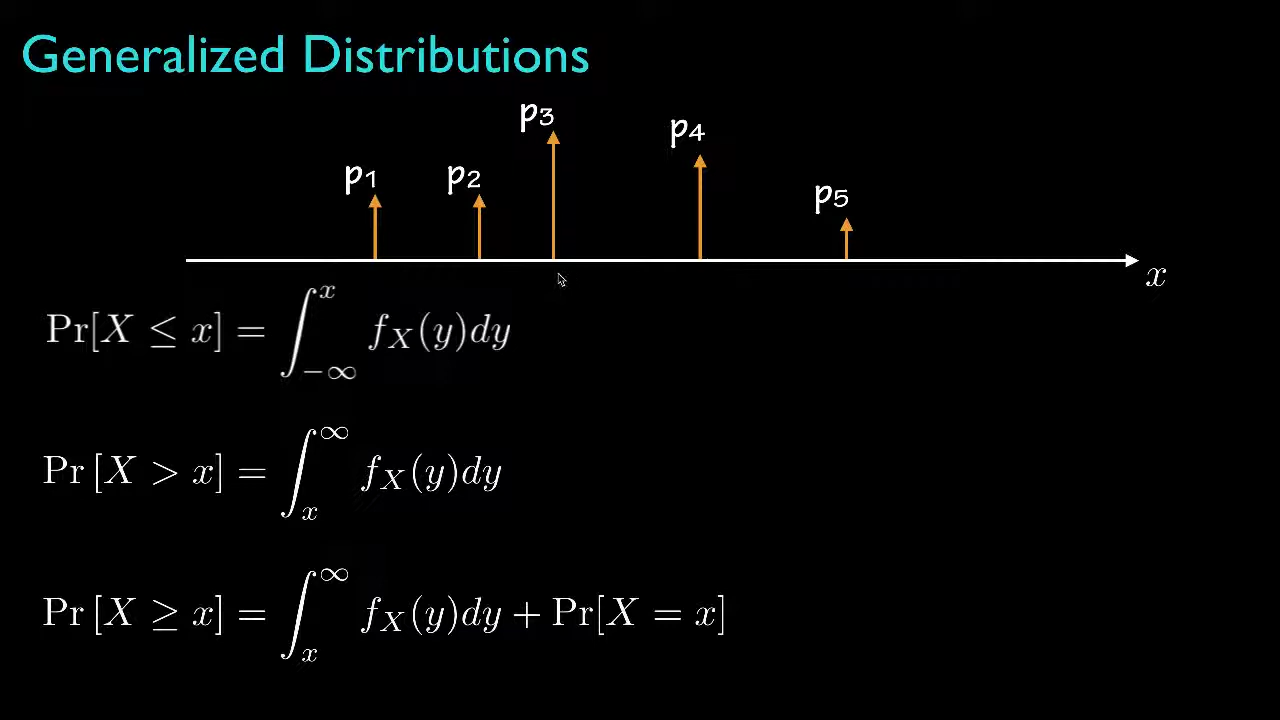 Generalized Distributions
p3
p4
p1 p2
p5
x
Pr[X ≤ x] = ∫_{-∞}^{x} f_X(y)dy
Pr [X > x] = ∫_{x}^{∞} f_X(y)dy
Pr [X ≥ x] = ∫_{x}^{∞} f_X(y)dy + Pr[X = x]